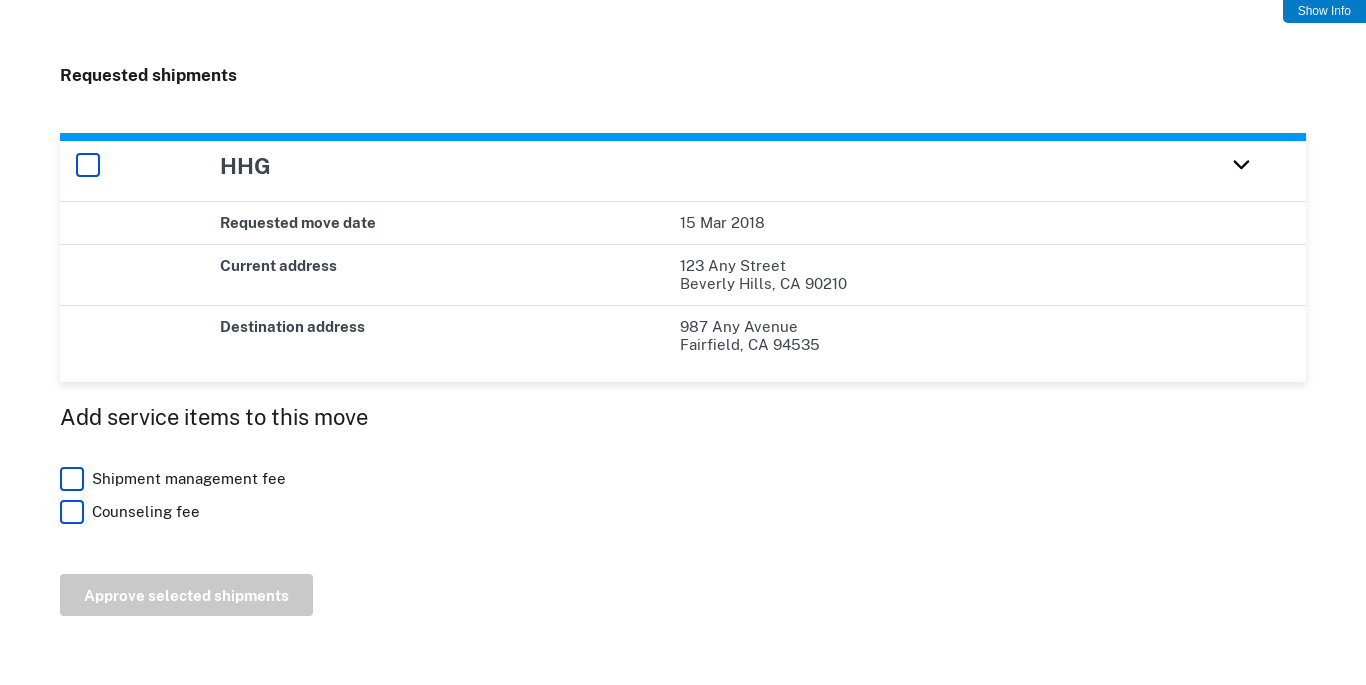 Show Info
Requested shipments
HHG
Requested move date
15 Mar 2018
Current address
123 Any Street
Beverly Hills, CA 90210
Destination address
987 Any Avenue
Fairfield, CA 94535
Add service items to this move
Shipment management fee
Counseling fee
Approve selected shipments